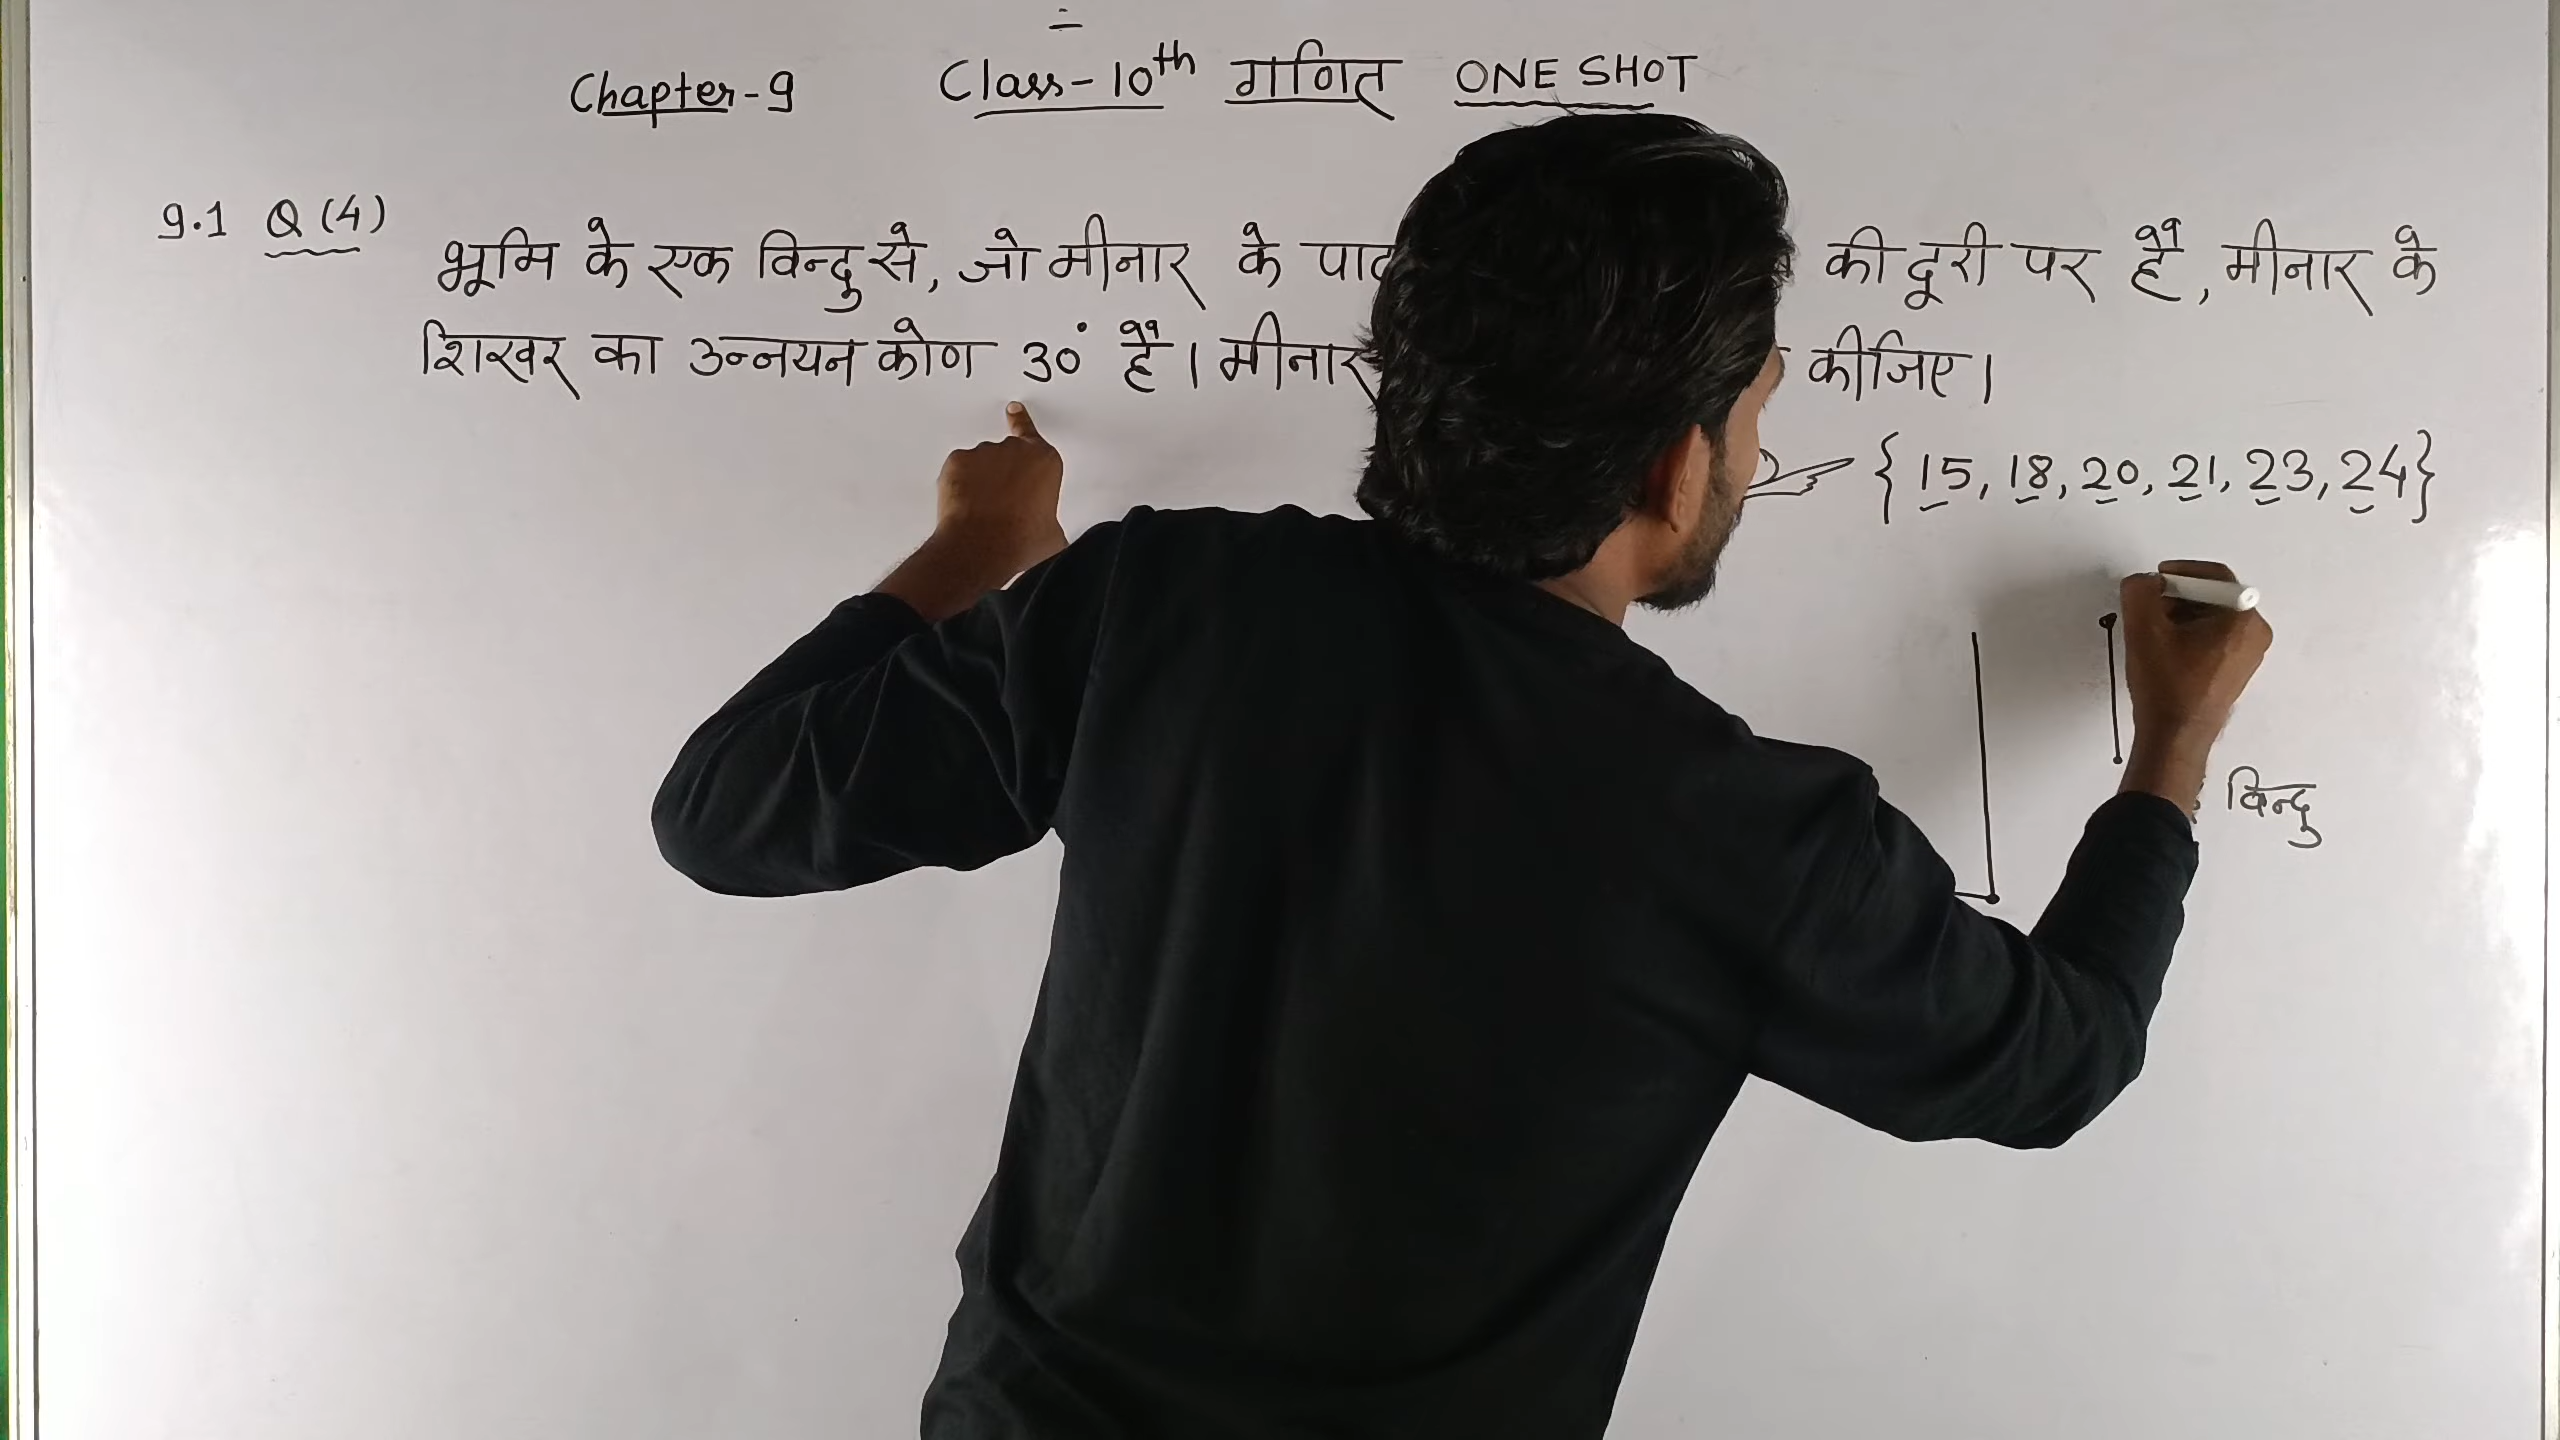 Chapter-9 Class-10th गणित ONE SHOT
9.1 Q (4)
भूमि के एक विन्दु से, जो मीनार के पाद की दूरी पर हैं, मीनार के
शिखर का उन्नयन कोण 30° हैं। मीनार कीजिए।
{15, 18, 20, 21, 23, 24}
विन्दु